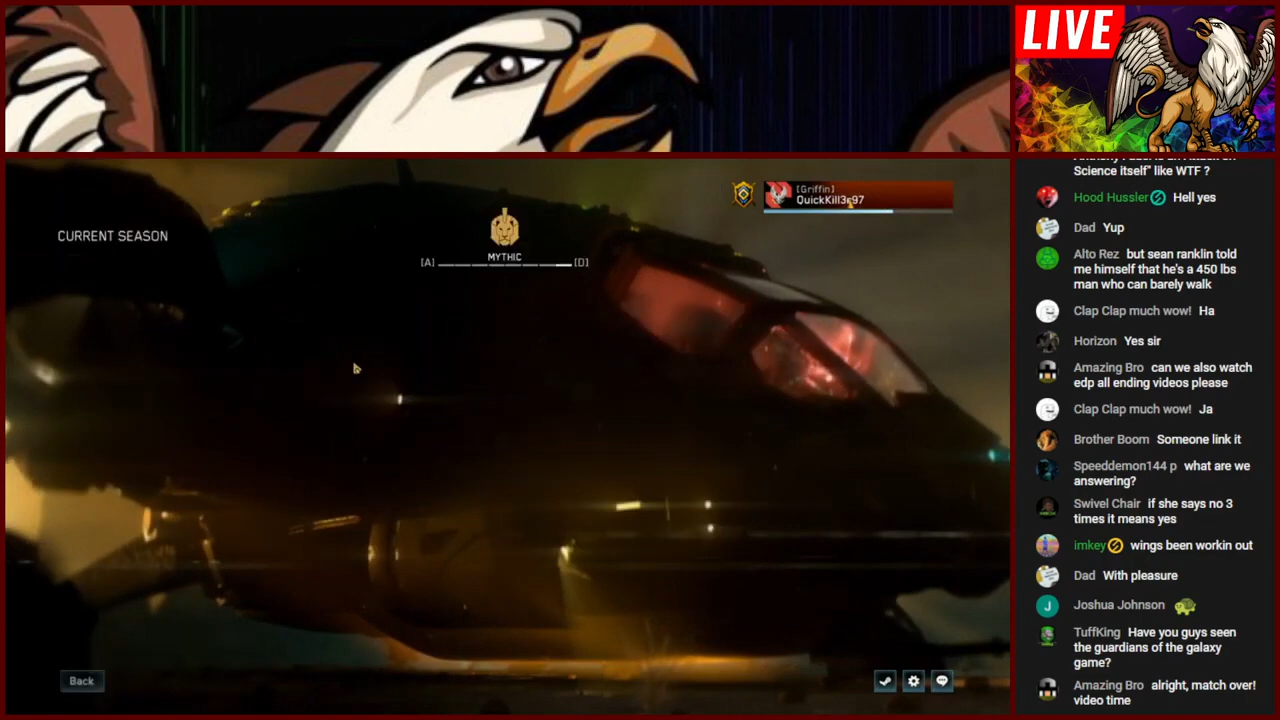 LIVE
[Griffin]
QuickKill3r97
CURRENT SEASON
MYTHIC
[A] [D]
Back
Science itself" like WTF ?
Hood Hussler Hell yes
Dad Yup
Alto Rez but sean ranklin told
me himself that he's a 450 lbs
man who can barely walk
Clap Clap much wow! Ha
Horizon Yes sir
Amazing Bro can we also watch
edp all ending videos please
Clap Clap much wow! Ja
Brother Boom Someone link it
Speeddemon144 p what are we
answering?
Swivel Chair if she says no 3
times it means yes
imkey wings been workin out
Dad With pleasure
J Joshua Johnson
TuffKing Have you guys seen
the guardians of the galaxy
game?
Amazing Bro alright, match over!
video time